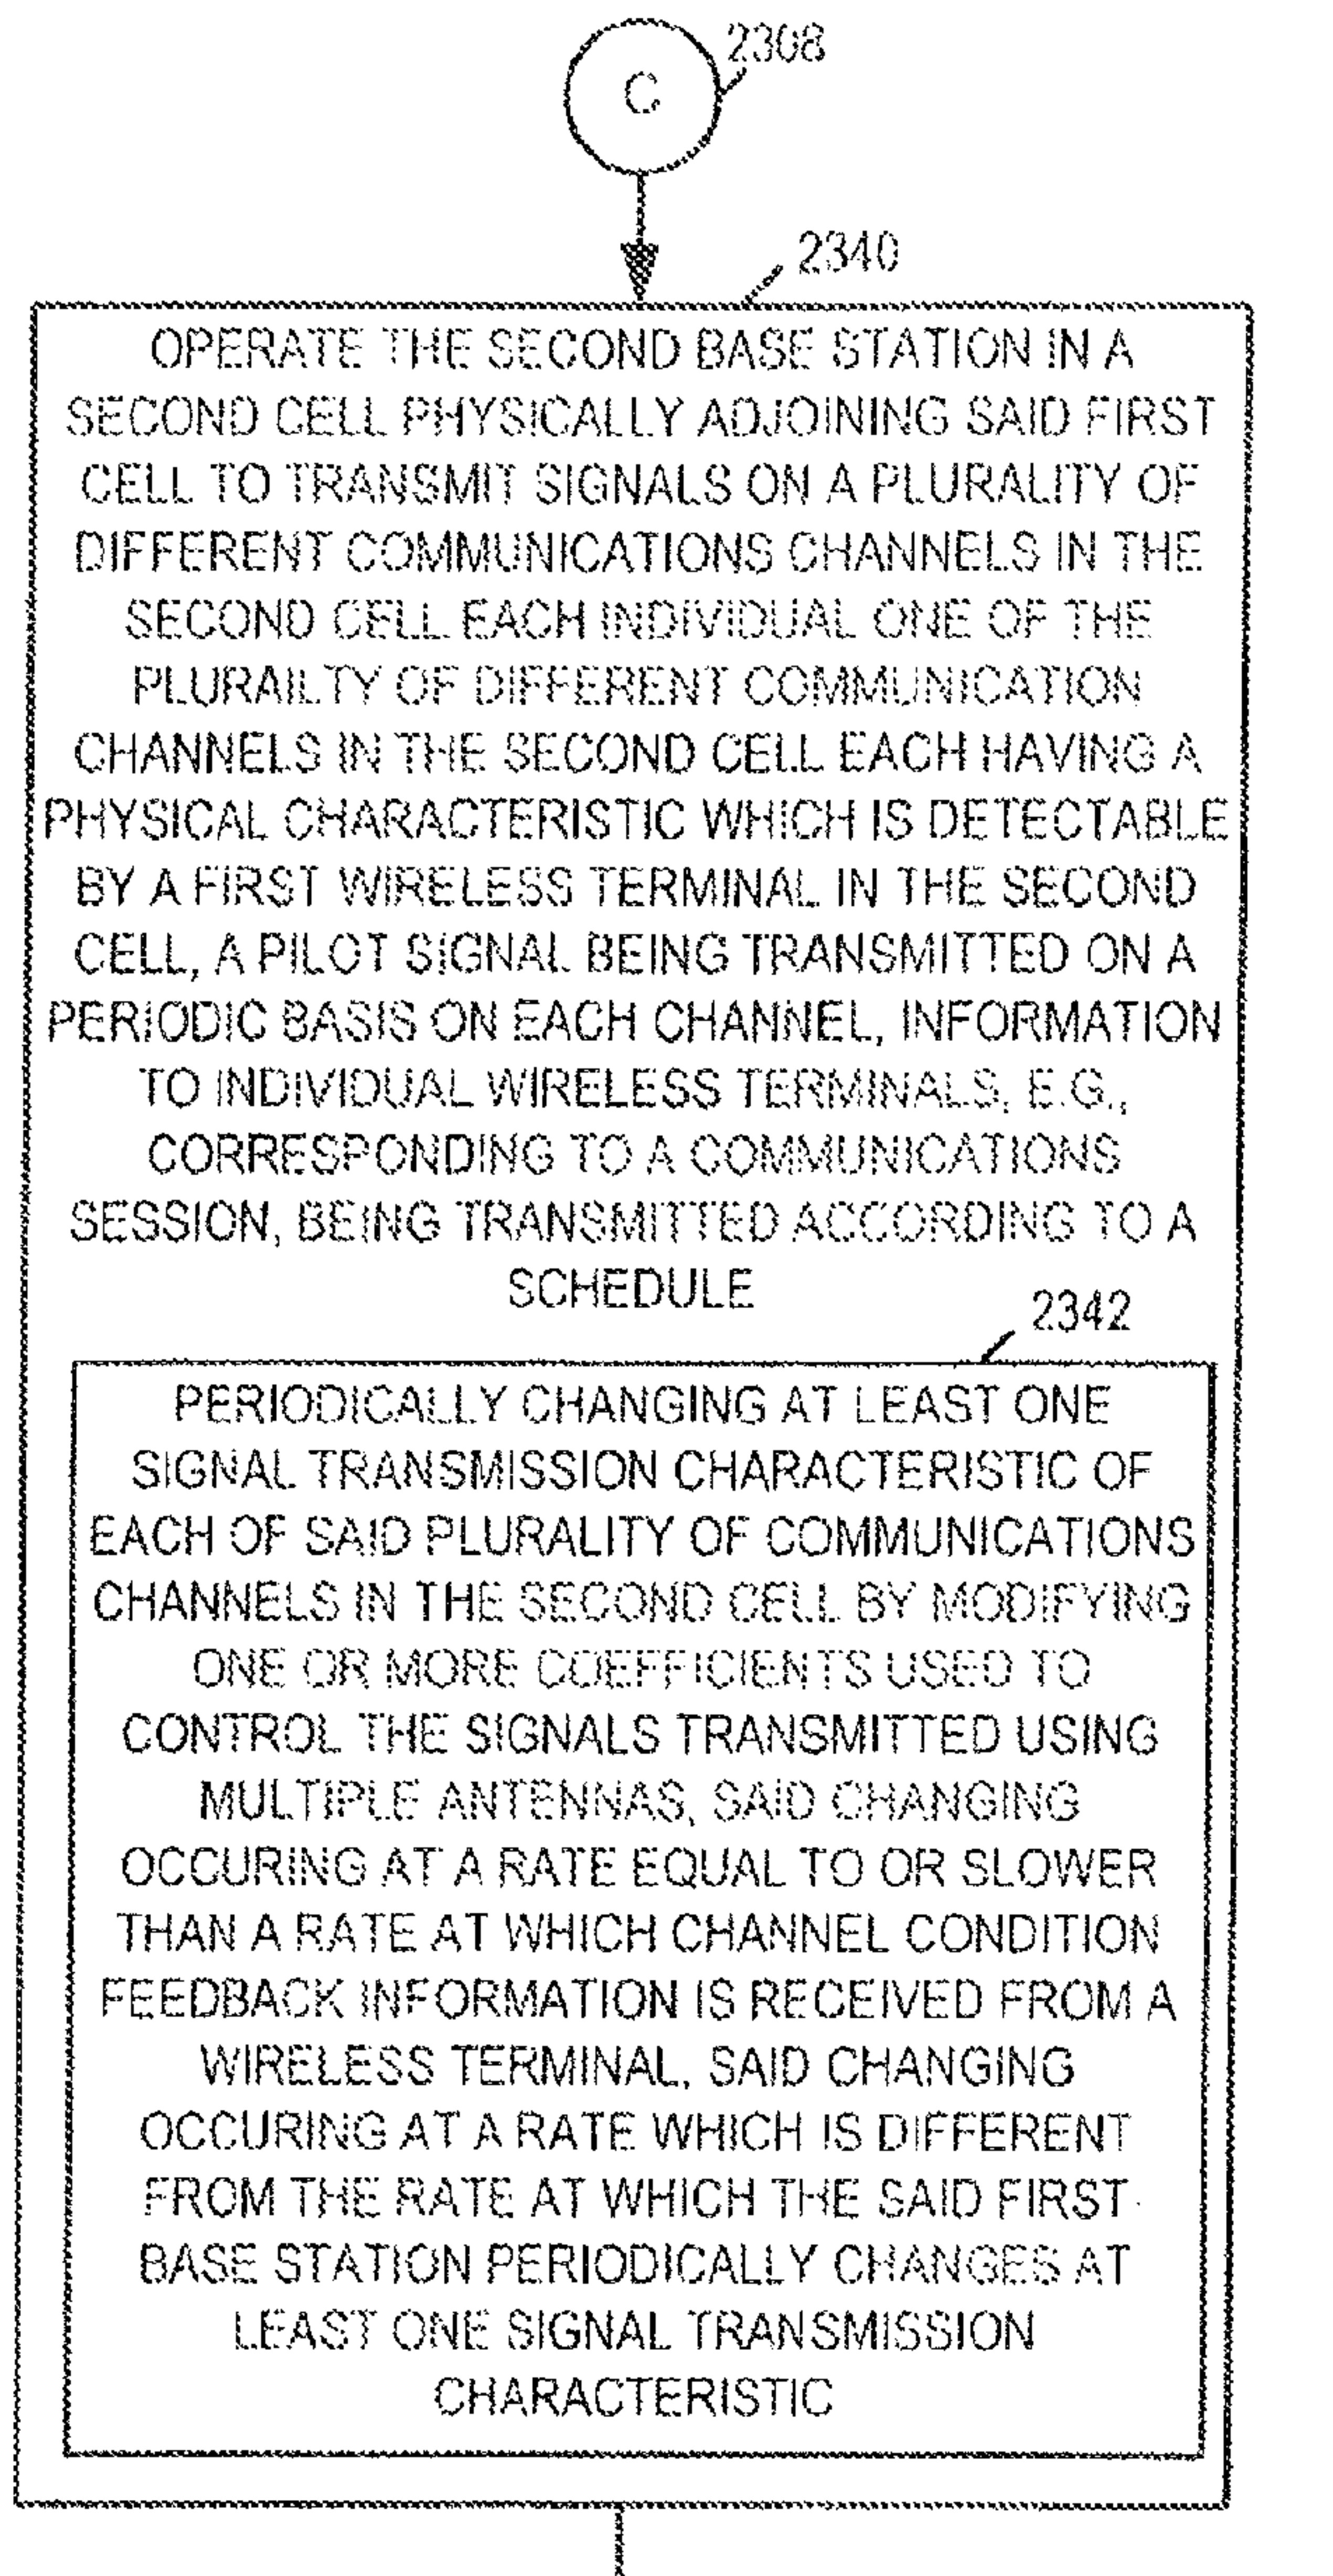 C
2308
2340
OPERATE THE SECOND BASE STATION IN A
SECOND CELL PHYSICALLY ADJOINING SAID FIRST
CELL TO TRANSMIT SIGNALS ON A PLURALITY OF
DIFFERENT COMMUNICATIONS CHANNELS IN THE
SECOND CELL EACH INDIVIDUAL ONE OF THE
PLURAILTY OF DIFFERENT COMMUNICATION
CHANNELS IN THE SECOND CELL EACH HAVING A
PHYSICAL CHARACTERISTIC WHICH IS DETECTABLE
BY A FIRST WIRELESS TERMINAL IN THE SECOND
CELL, A PILOT SIGNAL BEING TRANSMITTED ON A
PERIODIC BASIS ON EACH CHANNEL, INFORMATION
TO INDIVIDUAL WIRELESS TERMINALS, E.G.,
CORRESPONDING TO A COMMUNICATIONS
SESSION, BEING TRANSMITTED ACCORDING TO A
SCHEDULE
2342
PERIODICALLY CHANGING AT LEAST ONE
SIGNAL TRANSMISSION CHARACTERISTIC OF
EACH OF SAID PLURALITY OF COMMUNICATIONS
CHANNELS IN THE SECOND CELL BY MODIFYING
ONE OR MORE COEFFICIENTS USED TO
CONTROL THE SIGNALS TRANSMITTED USING
MULTIPLE ANTENNAS, SAID CHANGING
OCCURING AT A RATE EQUAL TO OR SLOWER
THAN A RATE AT WHICH CHANNEL CONDITION
FEEDBACK INFORMATION IS RECEIVED FROM A
WIRELESS TERMINAL, SAID CHANGING
OCCURING AT A RATE WHICH IS DIFFERENT
FROM THE RATE AT WHICH THE SAID FIRST
BASE STATION PERIODICALLY CHANGES AT
LEAST ONE SIGNAL TRANSMISSION
CHARACTERISTIC